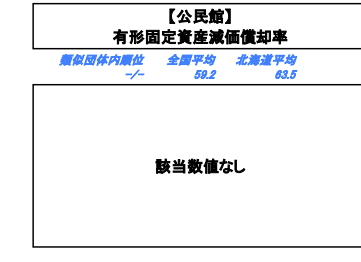 【公民館】
有形固定資産減価償却率
類似団体内順位 全国平均 北海道平均
-/- 59.2 63.5
該当数値なし